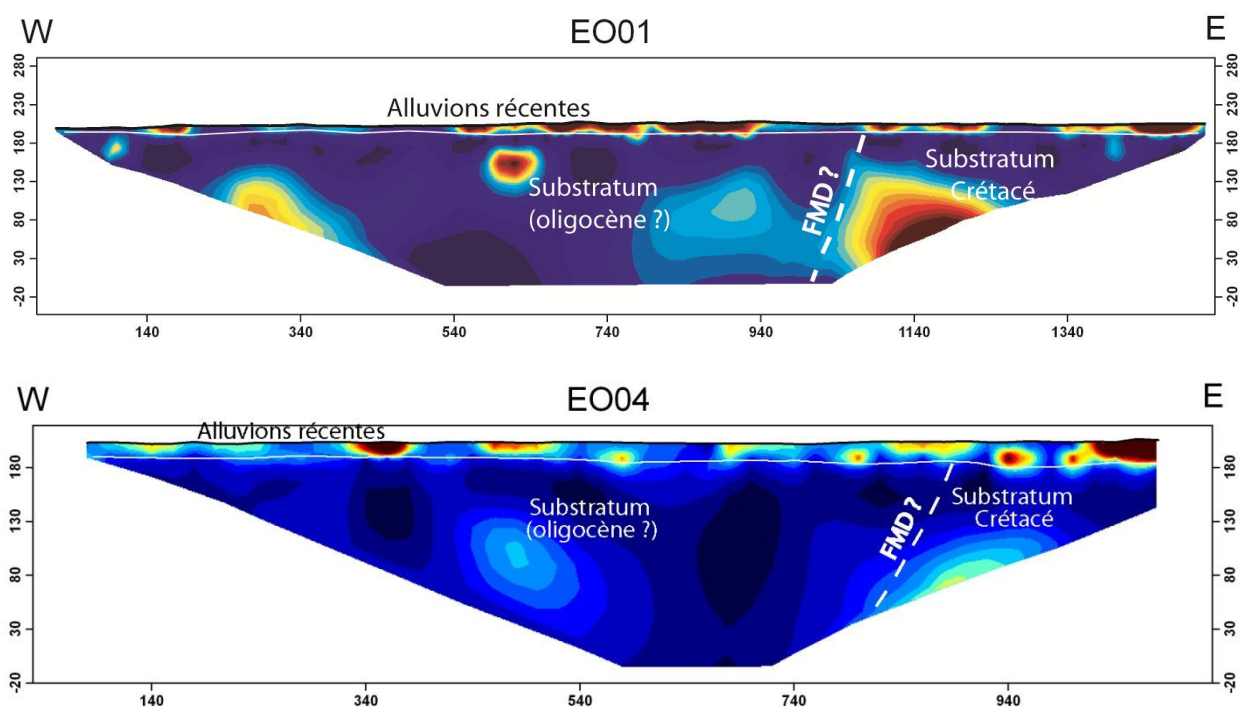 W EO01 E
280 280
230 230
Alluvions récentes
180 180
Substratum
Crétacé
130 130
Substratum
(oligocène ?)
FMD ?
80 80
30 30
-20 -20
140 340 540 740 940 1140 1340
W EO04 E
Alluvions récentes
180 180
Substratum
(oligocène ?)
Substratum
Crétacé
FMD ?
130 130
80 80
30 30
-20 -20
140 340 540 740 940